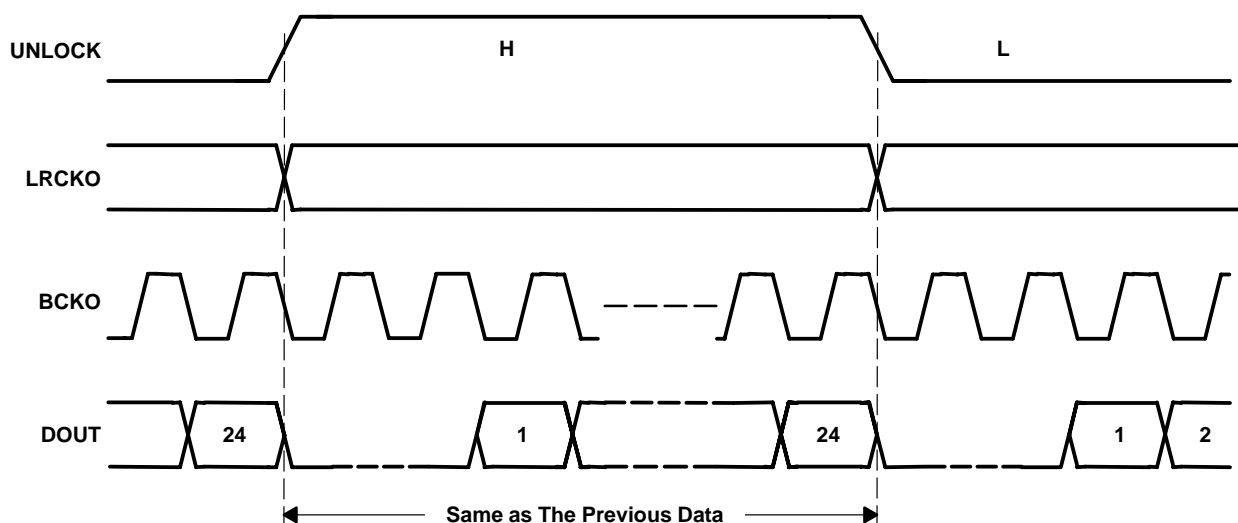 UNLOCK H L
LRCKO
BCKO
DOUT 24 1 24 1 2
Same as The Previous Data